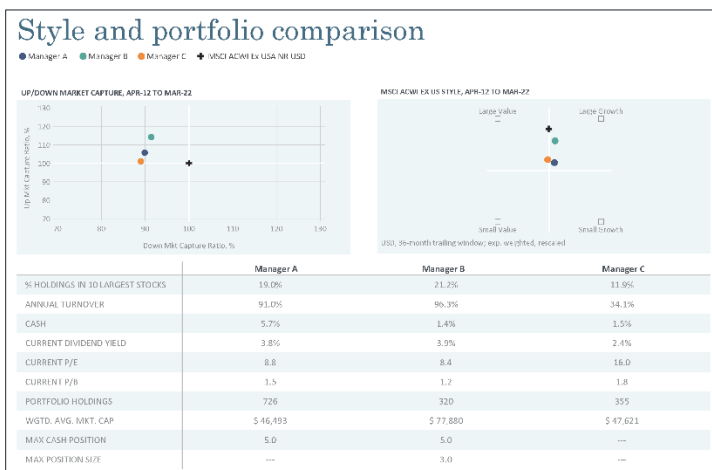 Style and portfolio comparison
Manager A Manager B Manager C MSCI ACWI Ex USA NR USD
UP/DOWN MARKET CAPTURE, APR-12 TO MAR-22
130
120
110
100
90
80
70
Up Mkt Capture Ratio, %
70 80 90 100 110 120 130
Down Mkt Capture Ratio, %
MSCI ACWI EX US STYLE, APR-12 TO MAR-22
Large Value Large Growth
Small Value Small Growth
USD, 36-month trailing window; exp. weighted, rescaled
Manager A Manager B Manager C
% HOLDINGS IN 10 LARGEST STOCKS 19.0% 21.2% 11.9%
ANNUAL TURNOVER 91.0% 96.3% 34.1%
CASH 5.7% 1.4% 1.5%
CURRENT DIVIDEND YIELD 3.8% 3.9% 2.4%
CURRENT P/E 8.8 8.4 16.0
CURRENT P/B 1.5 1.2 1.8
PORTFOLIO HOLDINGS 726 320 355
WGTD. AVG. MKT. CAP $ 46,493 $ 77,880 $ 47,621
MAX CASH POSITION 5.0 5.0 ---
MAX POSITION SIZE --- 3.0 ---